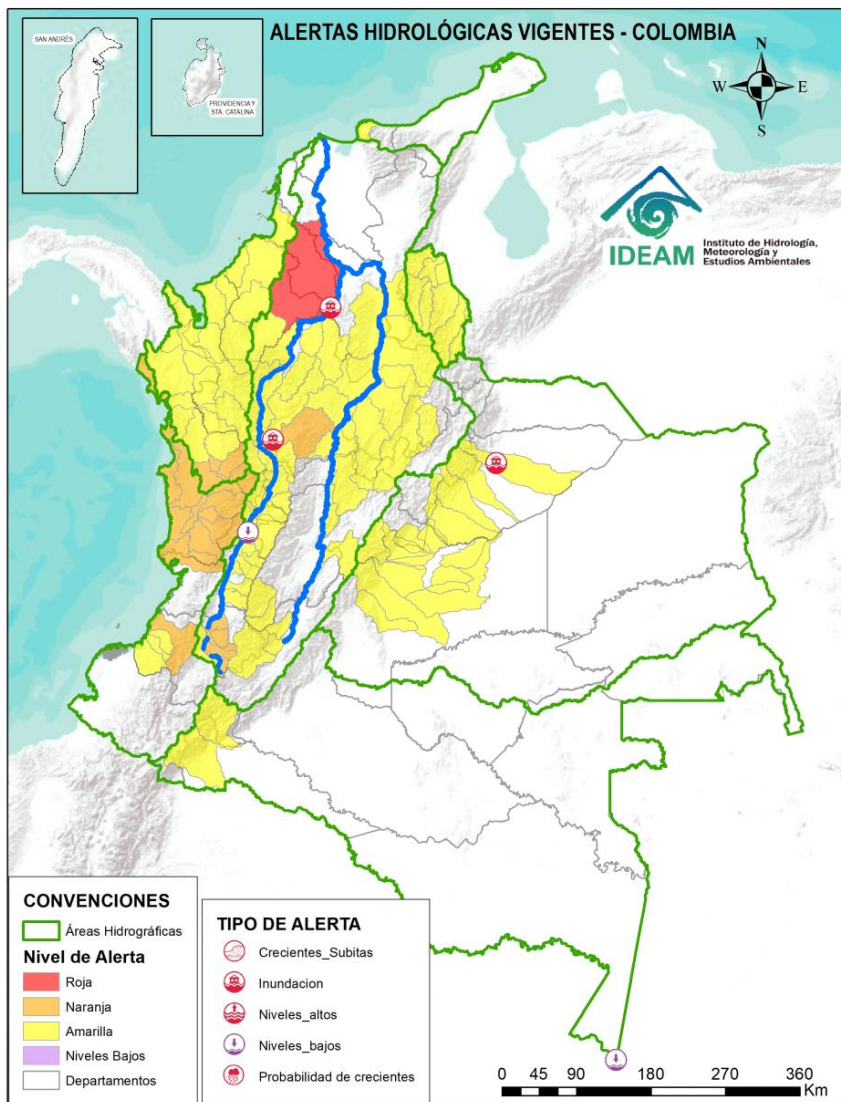 ALERTAS HIDROLÓGICAS VIGENTES - COLOMBIA
SAN ANDRÉS
PROVIDENCIA Y
STA. CATALINA
N
W
E
S
IDEAM
Instituto de Hidrología,
Meteorología y
Estudios Ambientales
CONVENCIONES
Áreas Hidrográficas
Nivel de Alerta
Roja
Naranja
Amarilla
Niveles Bajos
Departamentos
TIPO DE ALERTA
Crecientes_Subitas
Inundacion
Niveles_altos
Niveles_bajos
Probabilidad de crecientes
0 45 90 180 270 360
Km